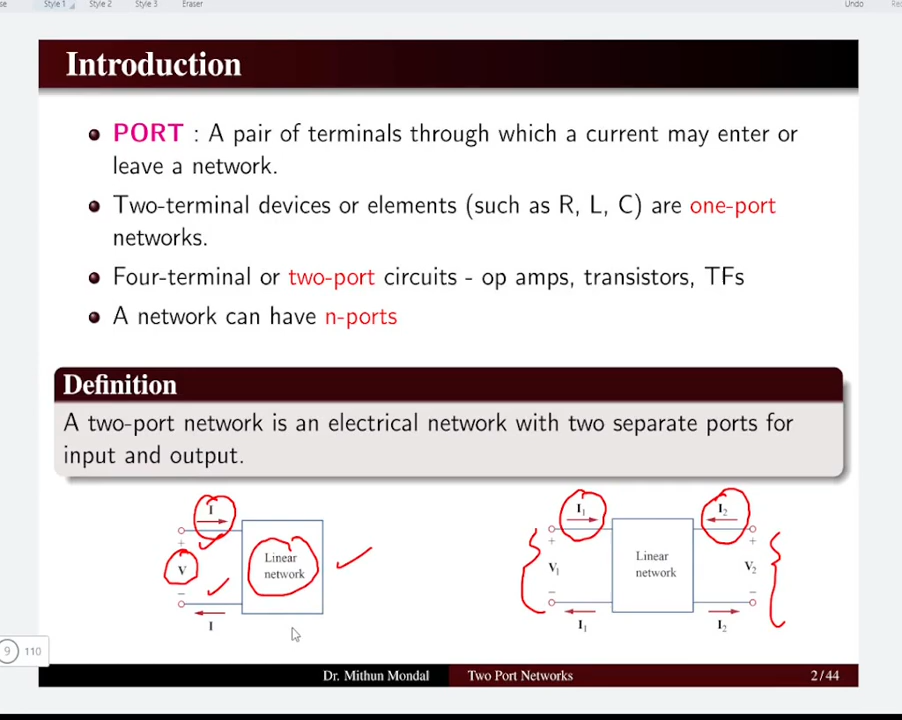 Style 1
Style 2
Style 3
Eraser
Undo
Introduction
PORT : A pair of terminals through which a current may enter or
leave a network.
Two-terminal devices or elements (such as R, L, C) are one-port
networks.
Four-terminal or two-port circuits - op amps, transistors, TFs
A network can have n-ports
Definition
A two-port network is an electrical network with two separate ports for
input and output.
I
+
V
−
I
Linear
network
I₁
+
V₁
−
I₁
Linear
network
I₂
+
V₂
−
I₂
9 110
Dr. Mithun Mondal Two Port Networks 2/44